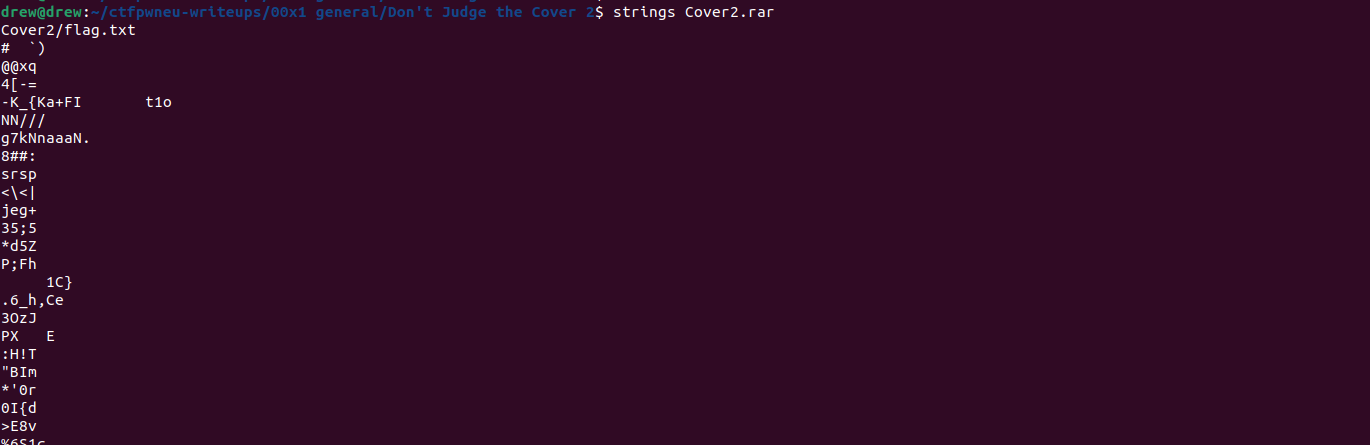 drew@drew:~/ctfpwneu-writeups/00x1 general/Don't Judge the Cover 2$ strings Cover2.rar
Cover2/flag.txt
#  `)
@@xq
4[-=
-K_{Ka+FI       t1o
NN///
g7kNnaaaN.
8##:
srsp
<\<|
jeg+
35;5
*d5Z
P;Fh
     1C}
.6_h,Ce
3OzJ
PX   E
:H!T
"BIm
*'0r
0I{d
>E8v